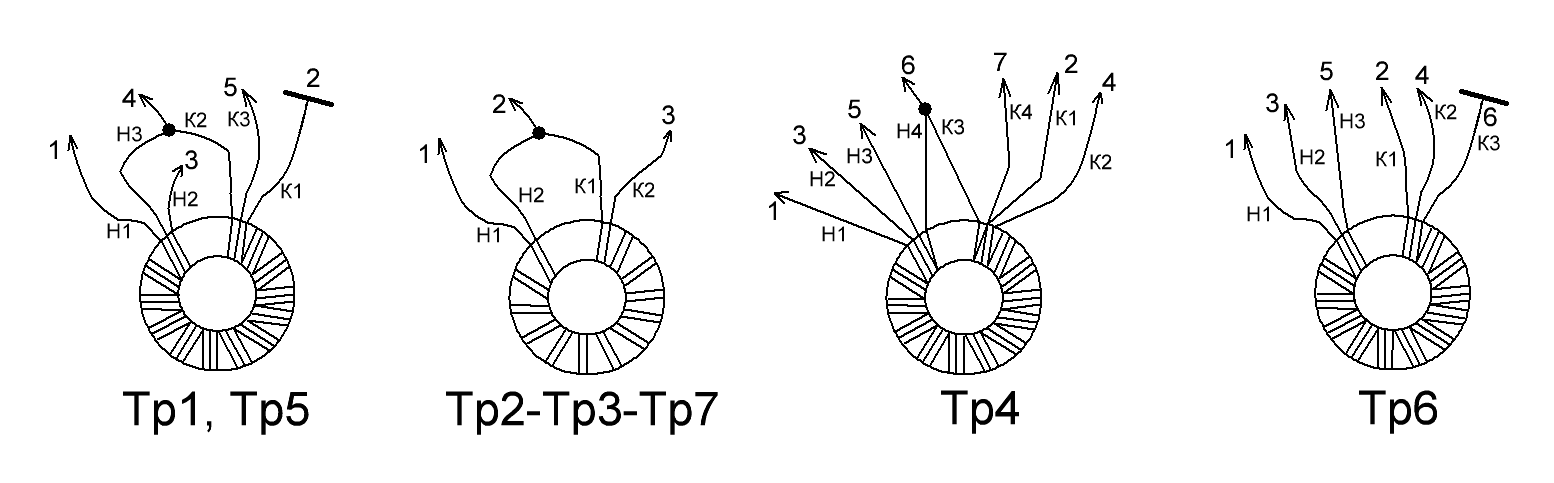 1 4 Н3 К2 3 Н2 5 К3 2 К1 Н1
Тр1, Тр5
1 2 Н2 К1 3 К2 Н1
Тр2-Тр3-Тр7
1 3 5 6 7 2 4 Н1 Н2 Н3 Н4 К3 К4 К1 К2
Тр4
1 3 5 2 4 6 Н1 Н2 Н3 К1 К2 К3
Тр6